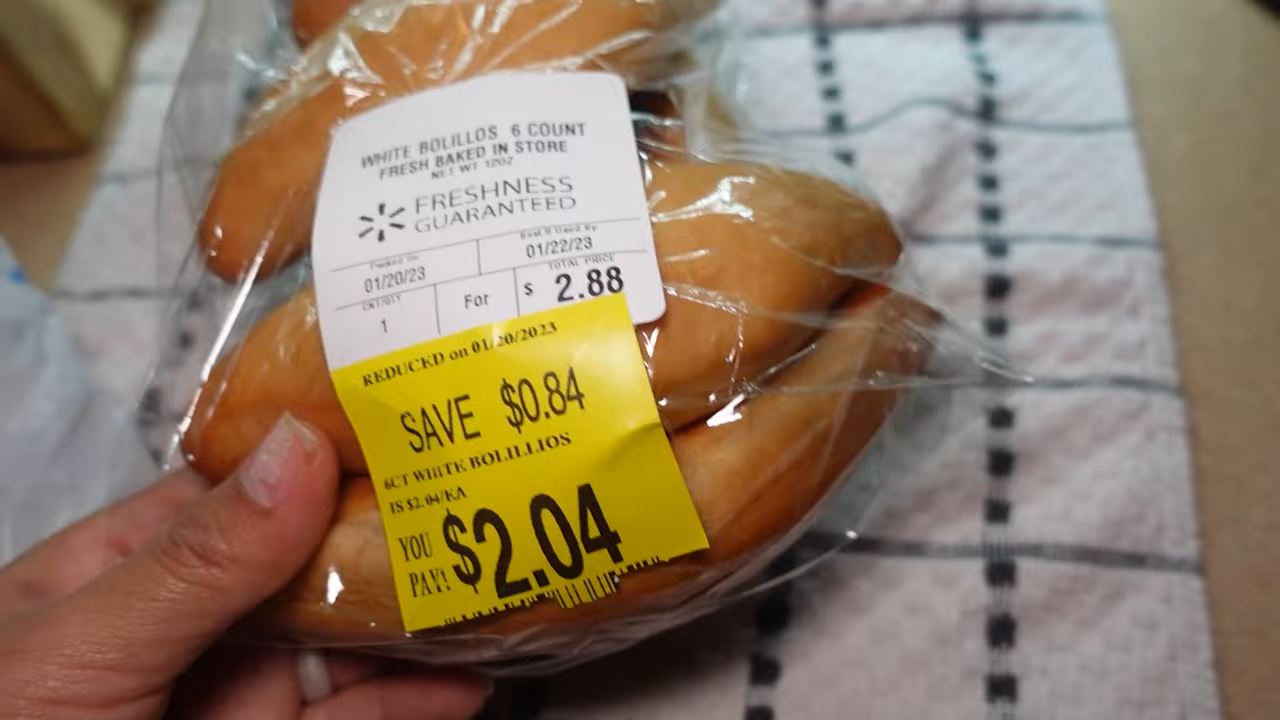 WHITE BOLILLOS 6 COUNT
FRESH BAKED IN STORE
NET WT 12OZ
FRESHNESS
GUARANTEED
Packed On
01/20/23
Best If Used By
01/22/23
CNT/QTY
1
For
TOTAL PRICE
$ 2.88
REDUCED on 01/20/2023
SAVE $0.84
6CT WHITE BOLILLIOS
IS $2.04/EA
YOU
PAY: $2.04